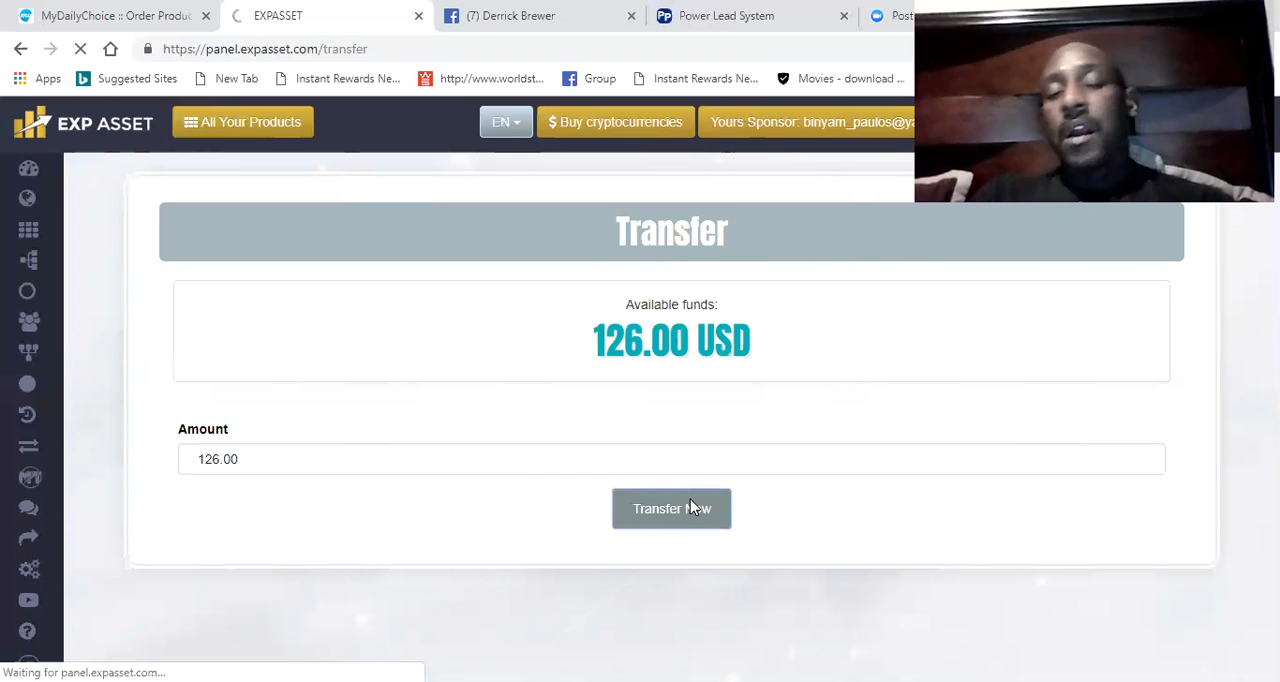 MyDailyChoice :: Order Produc
EXPASSET
(7) Derrick Brewer
Power Lead System
Post
https://panel.expasset.com/transfer
Apps
Suggested Sites
New Tab
Instant Rewards Ne...
http://www.worldst...
Group
Instant Rewards Ne...
Movies - download ...
EXP ASSET
All Your Products
EN
$ Buy cryptocurrencies
Yours Sponsor: binyam_paulos@ya
Transfer
Available funds:
126.00 USD
Amount
126.00
Transfer Now
Waiting for panel.expasset.com...